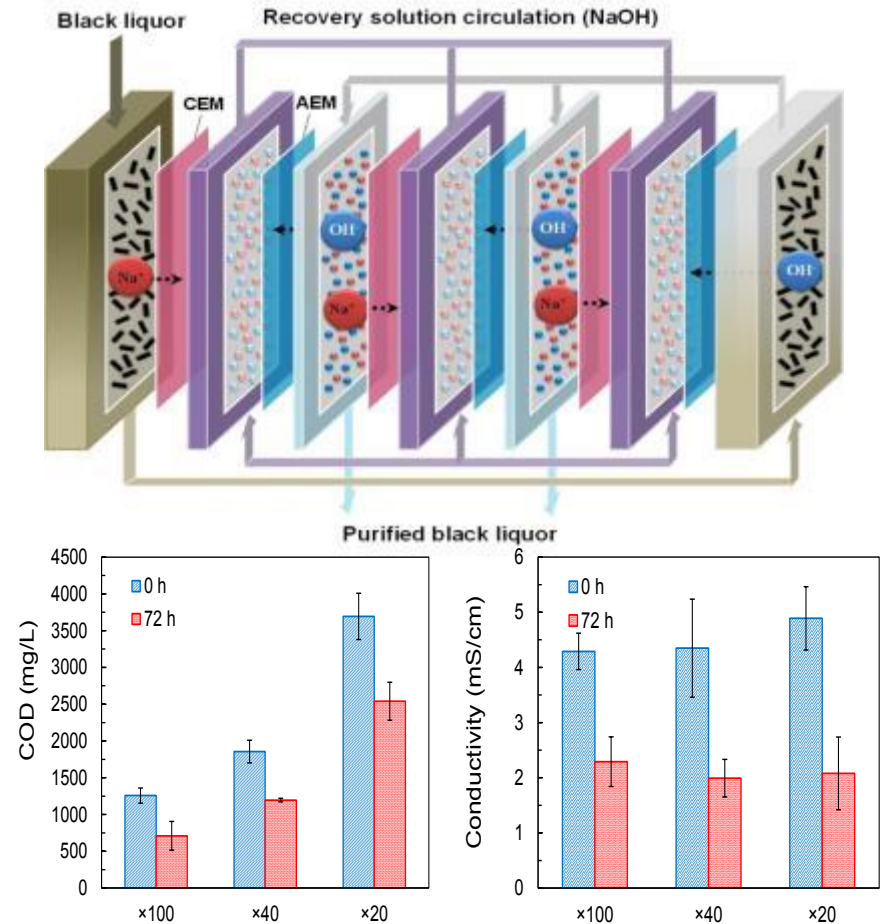 Black liquor
Recovery solution circulation (NaOH)
CEM
AEM
Na⁺
OH⁻
Na⁺
OH⁻
Na⁺
OH⁻
Purified black liquor
COD (mg/L)
4500
4000
3500
3000
2500
2000
1500
1000
500
0
0 h
72 h
×100
×40
×20
Conductivity (mS/cm)
6
5
4
3
2
1
0
0 h
72 h
×100
×40
×20